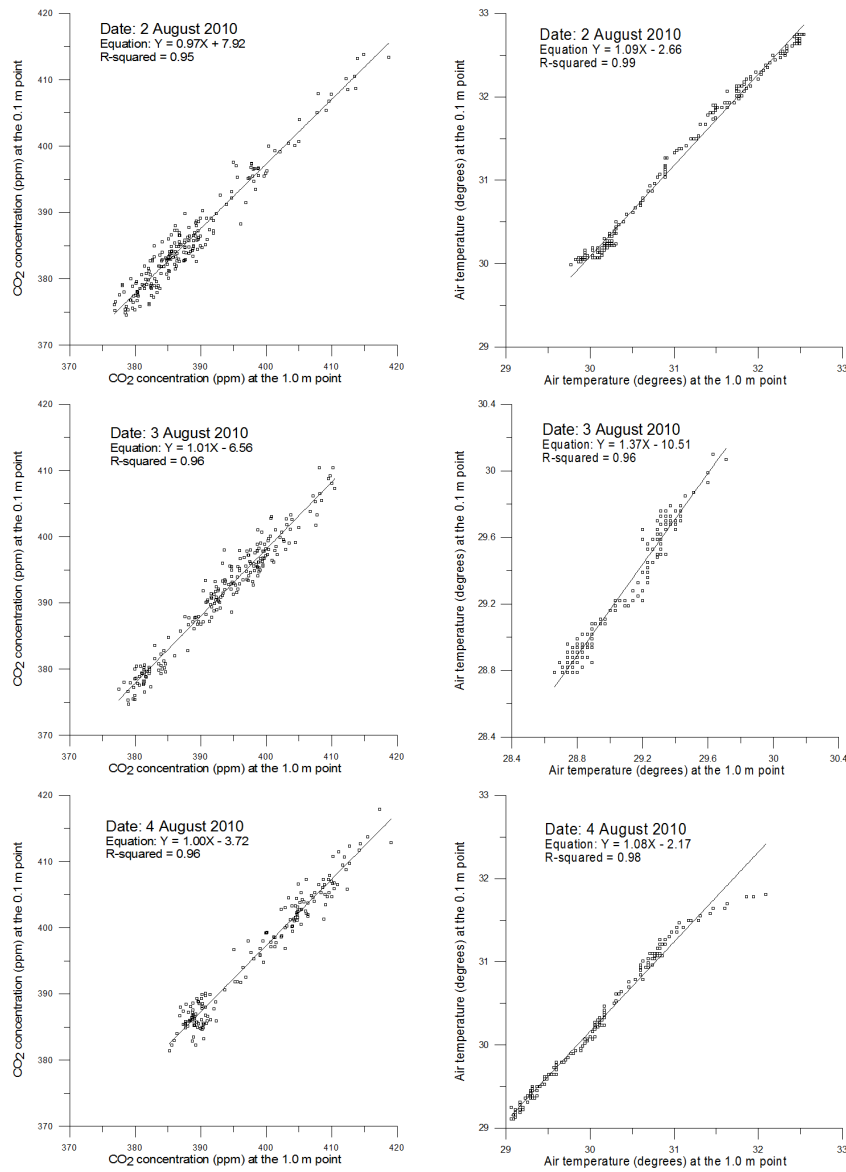 420
Date: 2 August 2010
Equation: Y = 0.97X + 7.92
R-squared = 0.95
410
400
390
380
370
370
380
390
400
410
420
CO2 concentration (ppm) at the 0.1 m point
CO2 concentration (ppm) at the 1.0 m point
33
Date: 2 August 2010
Equation Y = 1.09X - 2.66
R-squared = 0.99
32
31
30
29
29
30
31
32
33
Air temperature (degrees) at the 0.1 m point
Air temperature (degrees) at the 1.0 m point
420
Date: 3 August 2010
Equation: Y = 1.01X - 6.56
R-squared = 0.96
410
400
390
380
370
370
380
390
400
410
420
CO2 concentration (ppm) at the 0.1 m point
CO2 concentration (ppm) at the 1.0 m point
30.4
Date: 3 August 2010
Equation: Y = 1.37X - 10.51
R-squared = 0.96
30
29.6
29.2
28.8
28.4
28.4
28.8
29.2
29.6
30
30.4
Air temperature (degrees) at the 0.1 m point
Air temperature (degrees) at the 1.0 m point
420
Date: 4 August 2010
Equation: Y = 1.00X - 3.72
R-squared = 0.96
410
400
390
380
370
370
380
390
400
410
420
CO2 concentration (ppm) at the 0.1 m point
CO2 concentration (ppm) at the 1.0 m point
33
Date: 4 August 2010
Equation: Y = 1.08X - 2.17
R-squared = 0.98
32
31
30
29
29
30
31
32
33
Air temperature (degrees) at the 0.1 m point
Air temperature (degrees) at the 1.0 m point